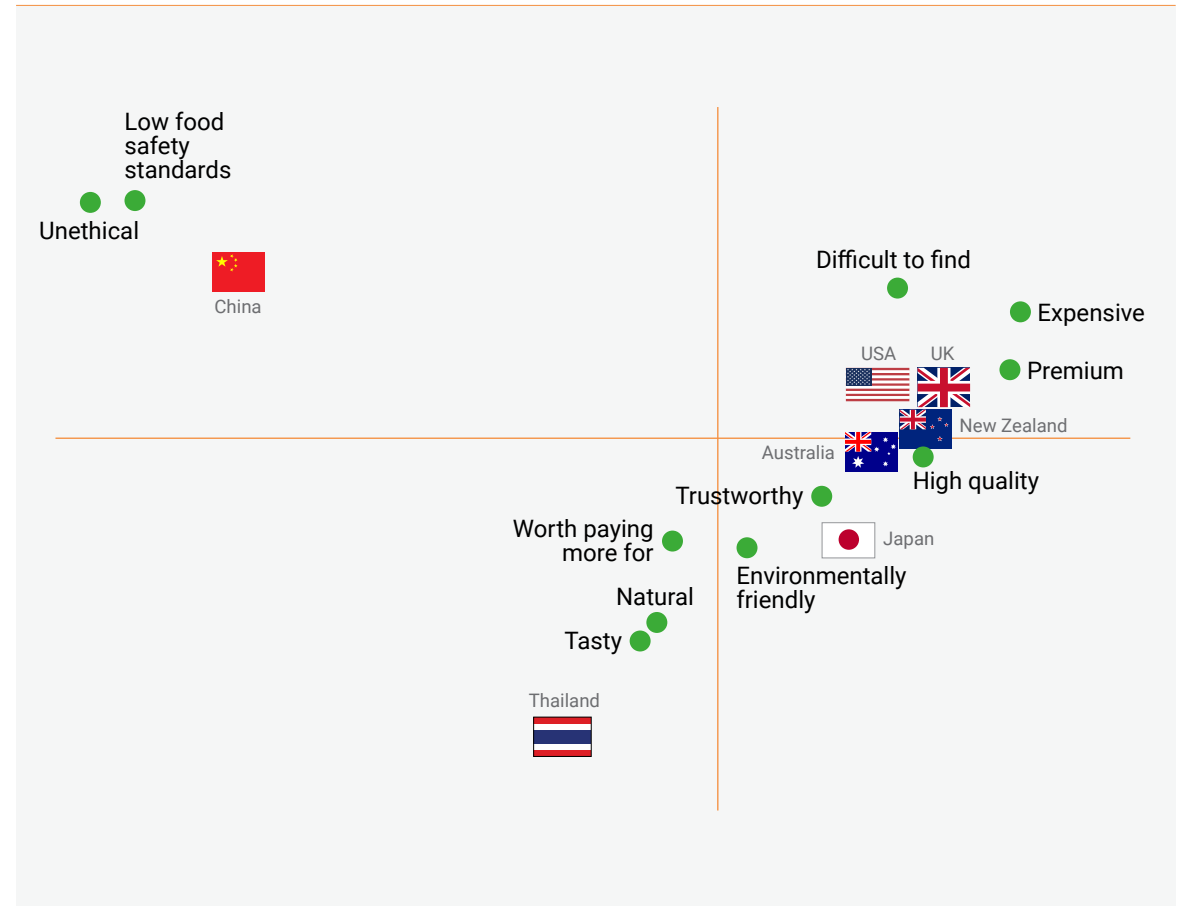 Low food
safety
standards
Unethical
China
Difficult to find
Expensive
USA
UK
Premium
New Zealand
Australia
High quality
Trustworthy
Worth paying
more for
Japan
Environmentally
friendly
Natural
Tasty
Thailand